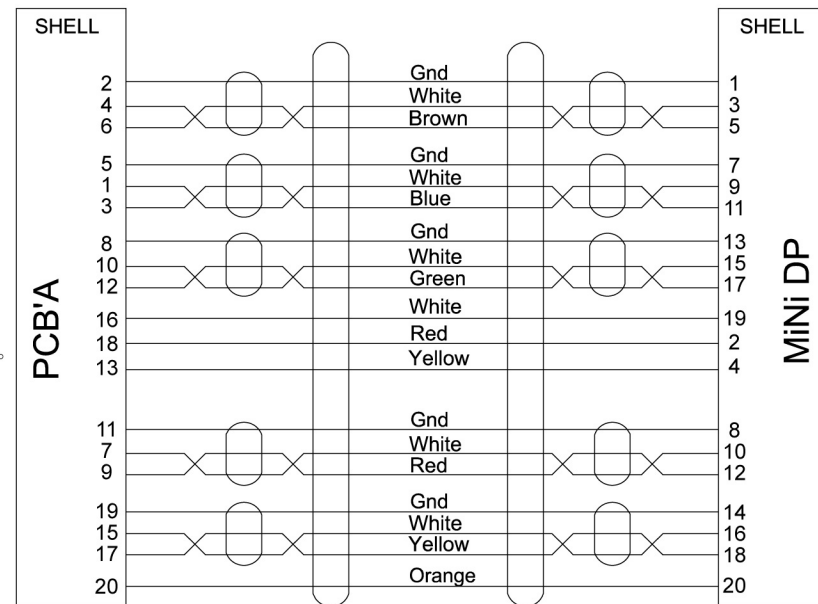 SHELL SHELL
2 Gnd 1
4 White 3
6 Brown 5
5 Gnd 7
1 White 9
3 Blue 11
8 Gnd 13
10 White 15
12 Green 17
16 White 19
18 Red 2
13 Yellow 4
11 Gnd 8
7 White 10
9 Red 12
19 Gnd 14
15 White 16
17 Yellow 18
20 Orange 20
PCB'A
MiNi DP